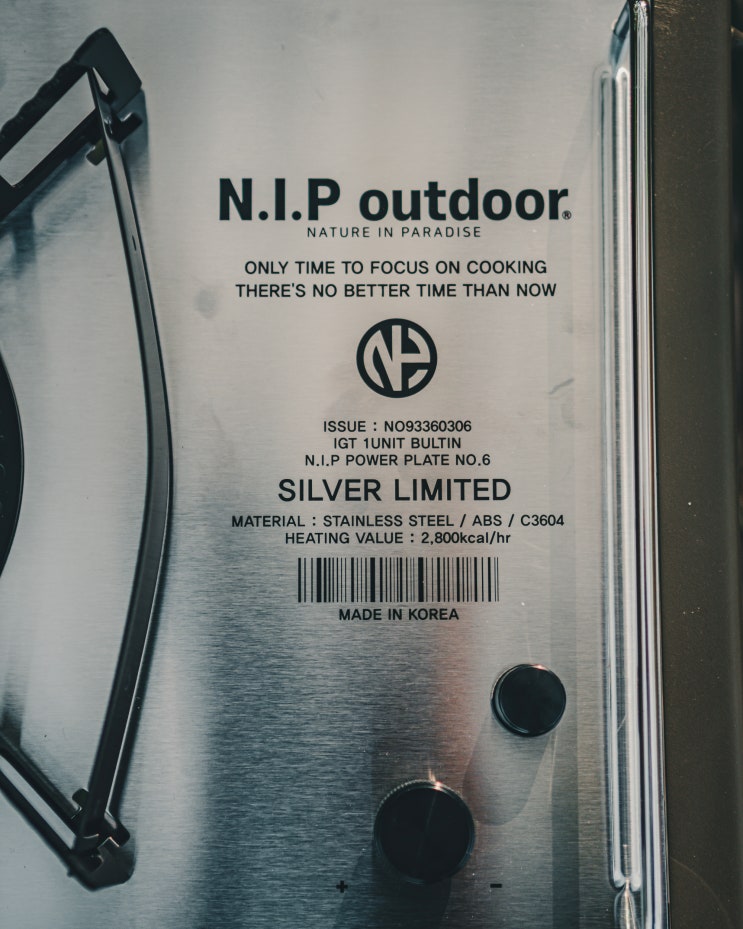 N.I.P outdoor®
NATURE IN PARADISE
ONLY TIME TO FOCUS ON COOKING
THERE'S NO BETTER TIME THAN NOW
ISSUE : NO93360306
IGT 1UNIT BULTIN
N.I.P POWER PLATE NO.6
SILVER LIMITED
MATERIAL : STAINLESS STEEL / ABS / C3604
HEATING VALUE : 2,800kcal/hr
MADE IN KOREA
+ -